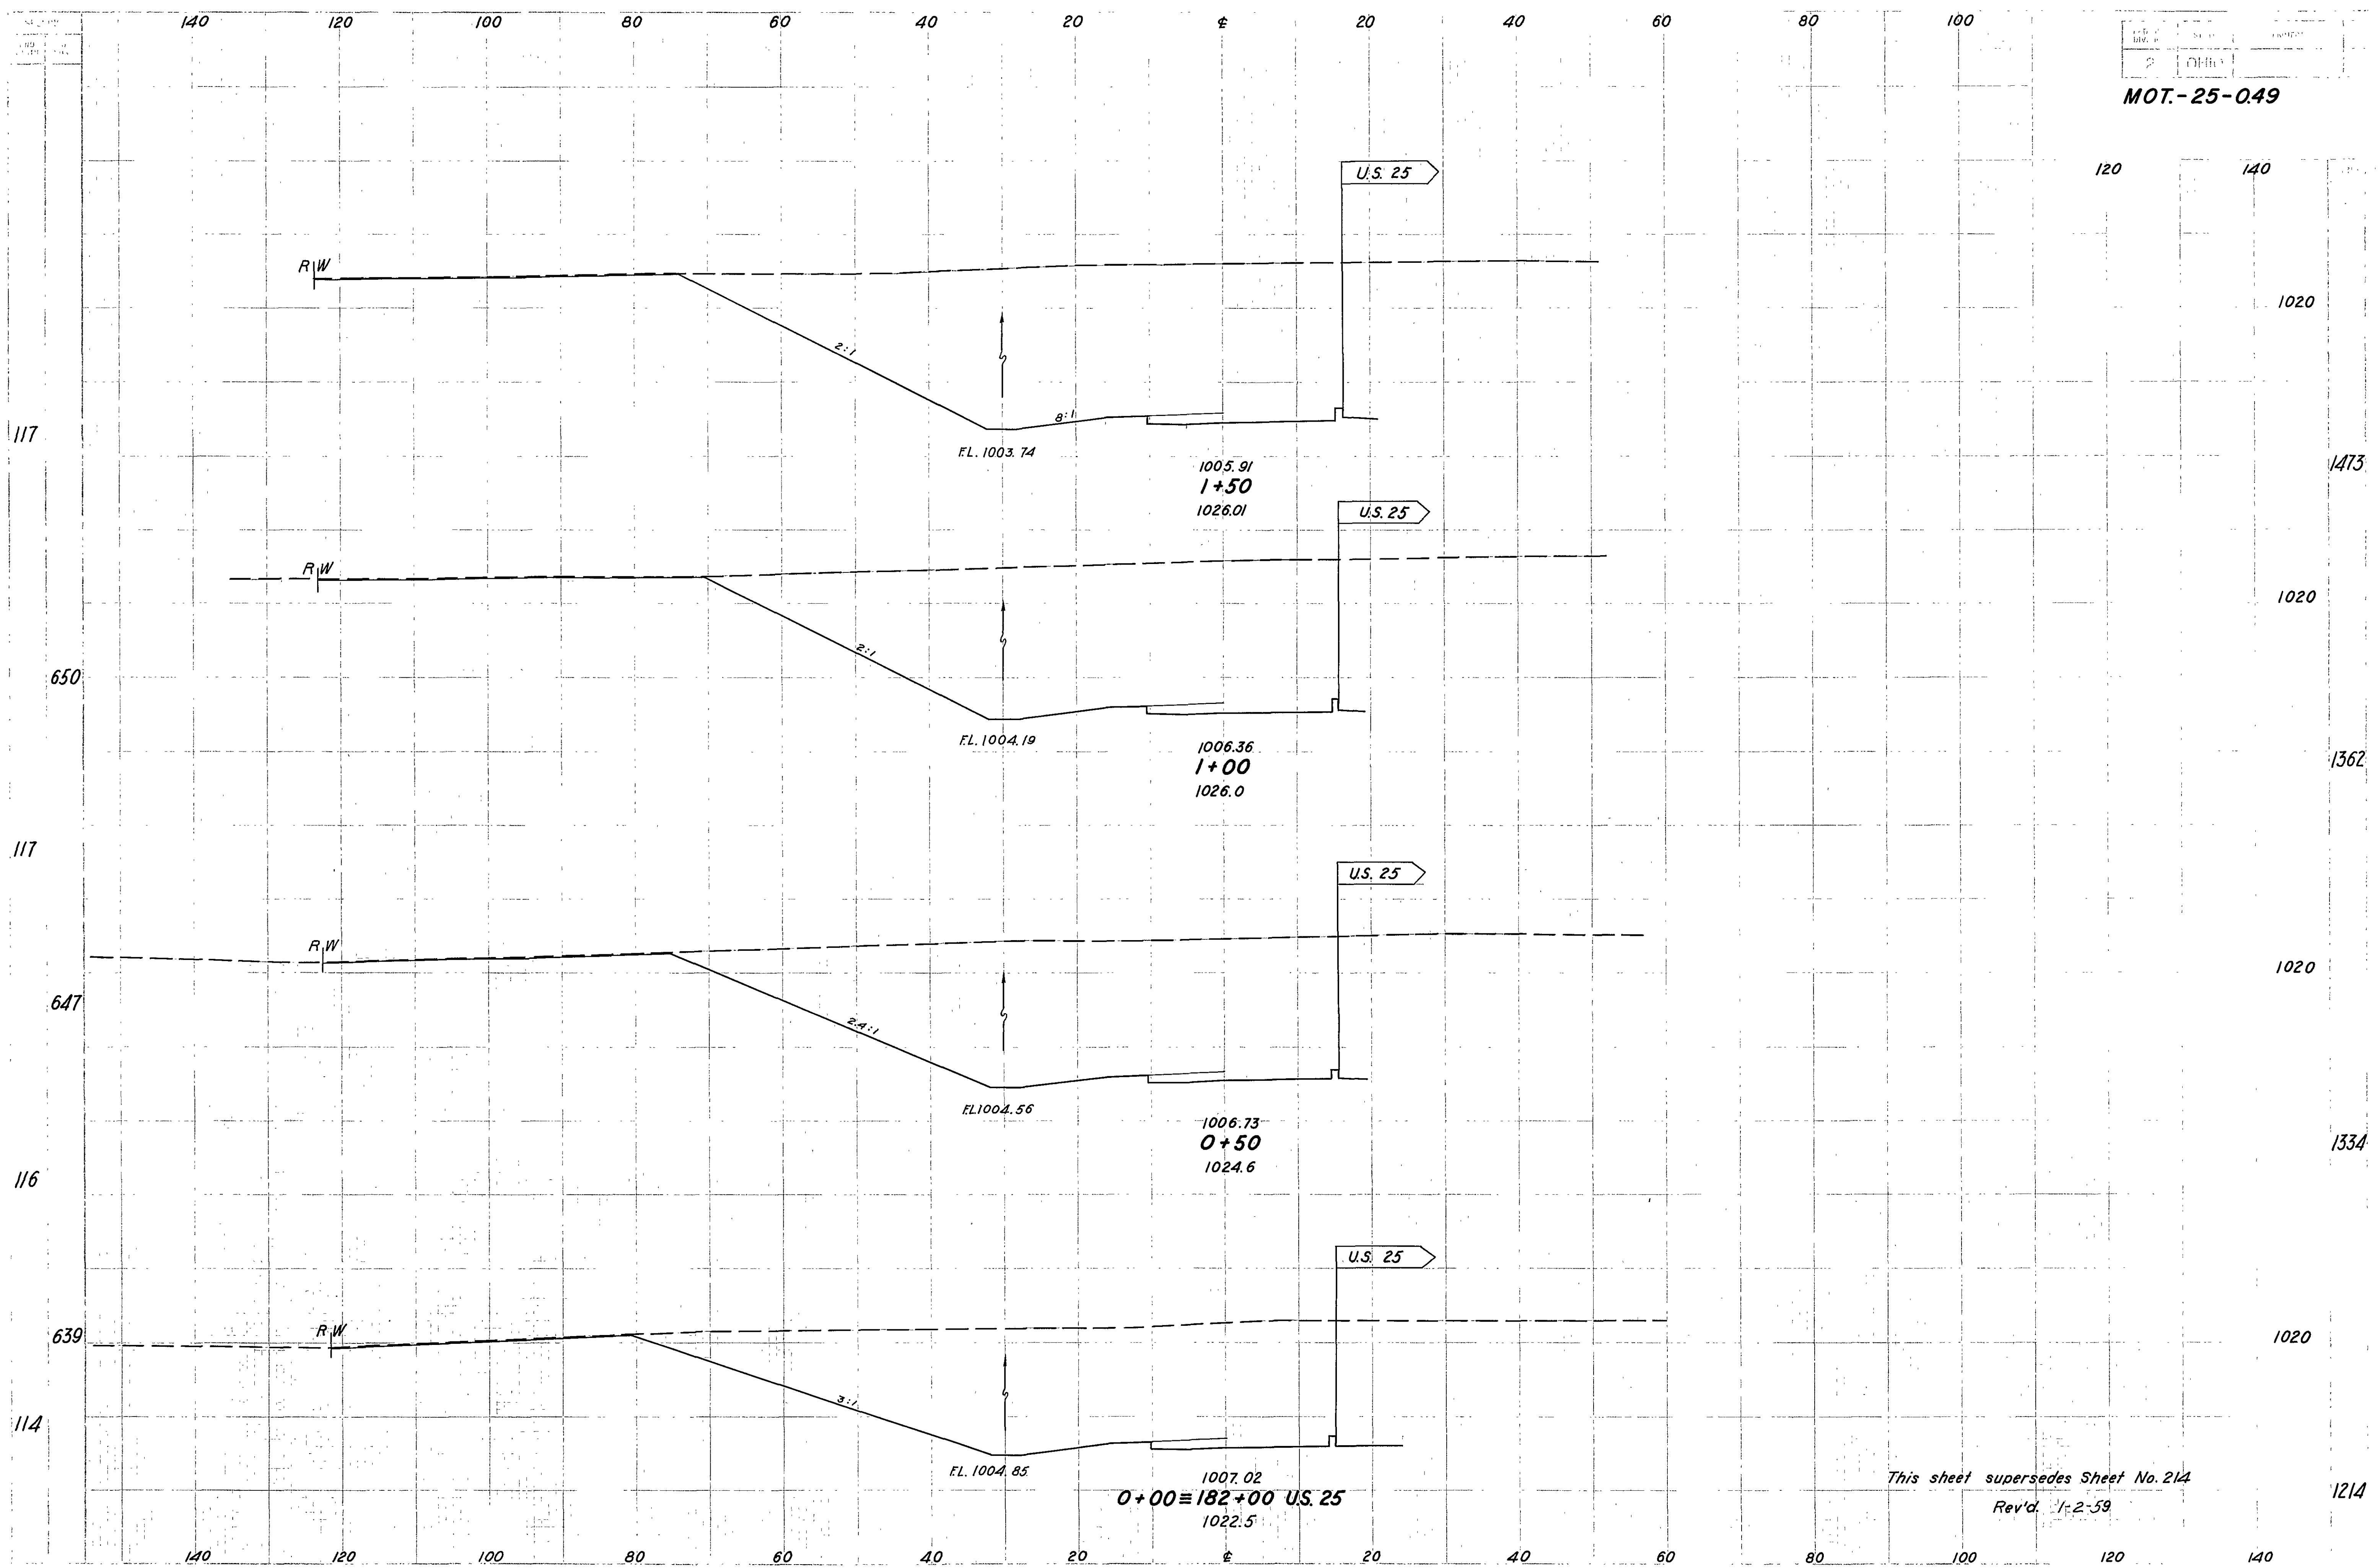 140 120 100 80 60 40 20 ℄ 20 40 60 80 100
2 OHIO
MOT.-25-0.49
120 140
U.S. 25
R W
1020
2:1
8:1
117
F.L. 1003.74
1005.91
1473
1+50
1026.01
U.S. 25
R W
1020
2:1
650
F.L. 1004.19
1006.36
1362
1+00
1026.0
117
U.S. 25
R W
1020
647
2.4:1
F.L. 1004.56
1006.73
0+50
1334
1024.6
116
U.S. 25
R W
639
1020
3:1
114
F.L. 1004.85
1007.02
This sheet supersedes Sheet No. 214
0+00≡182+00 U.S. 25
1214
Rev'd. 1-2-59
1022.5
140 120 100 80 60 40 20 ℄ 20 40 60 80 100 120 140